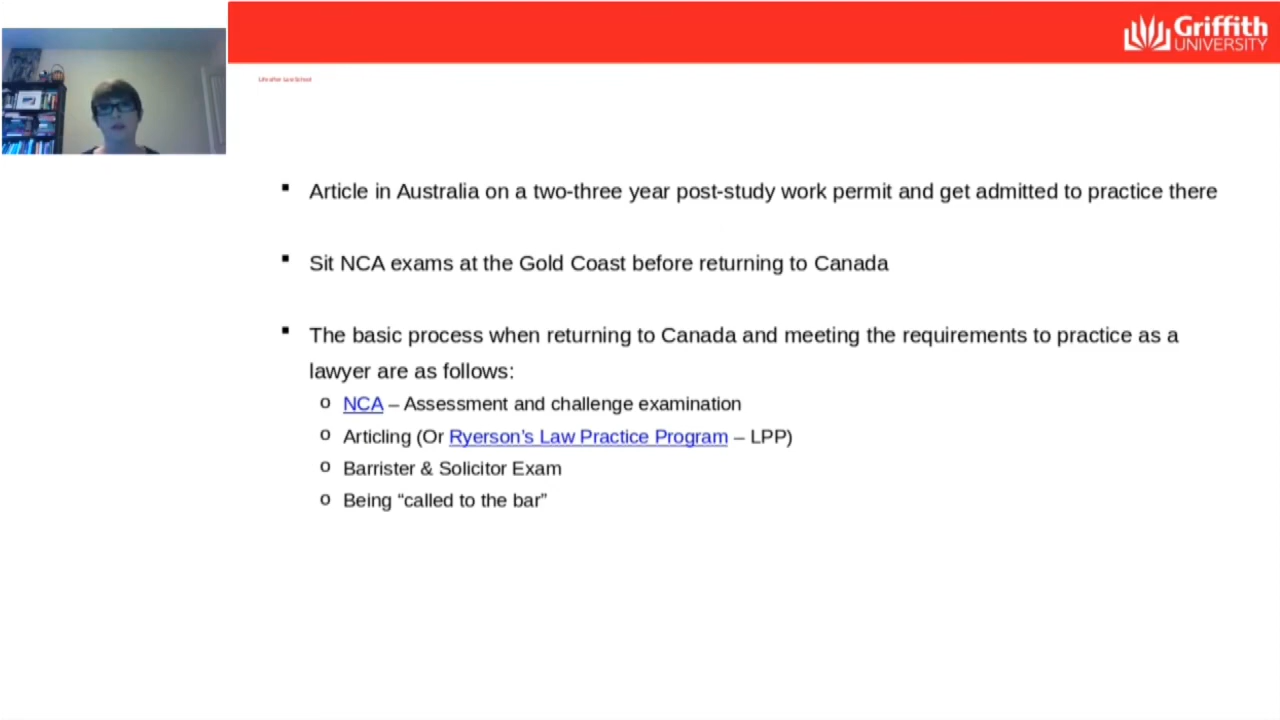 Griffith
UNIVERSITY
Life after Law School
▪ Article in Australia on a two-three year post-study work permit and get admitted to practice there
▪ Sit NCA exams at the Gold Coast before returning to Canada
▪ The basic process when returning to Canada and meeting the requirements to practice as a
lawyer are as follows:
o NCA – Assessment and challenge examination
o Articling (Or Ryerson's Law Practice Program – LPP)
o Barrister & Solicitor Exam
o Being “called to the bar”